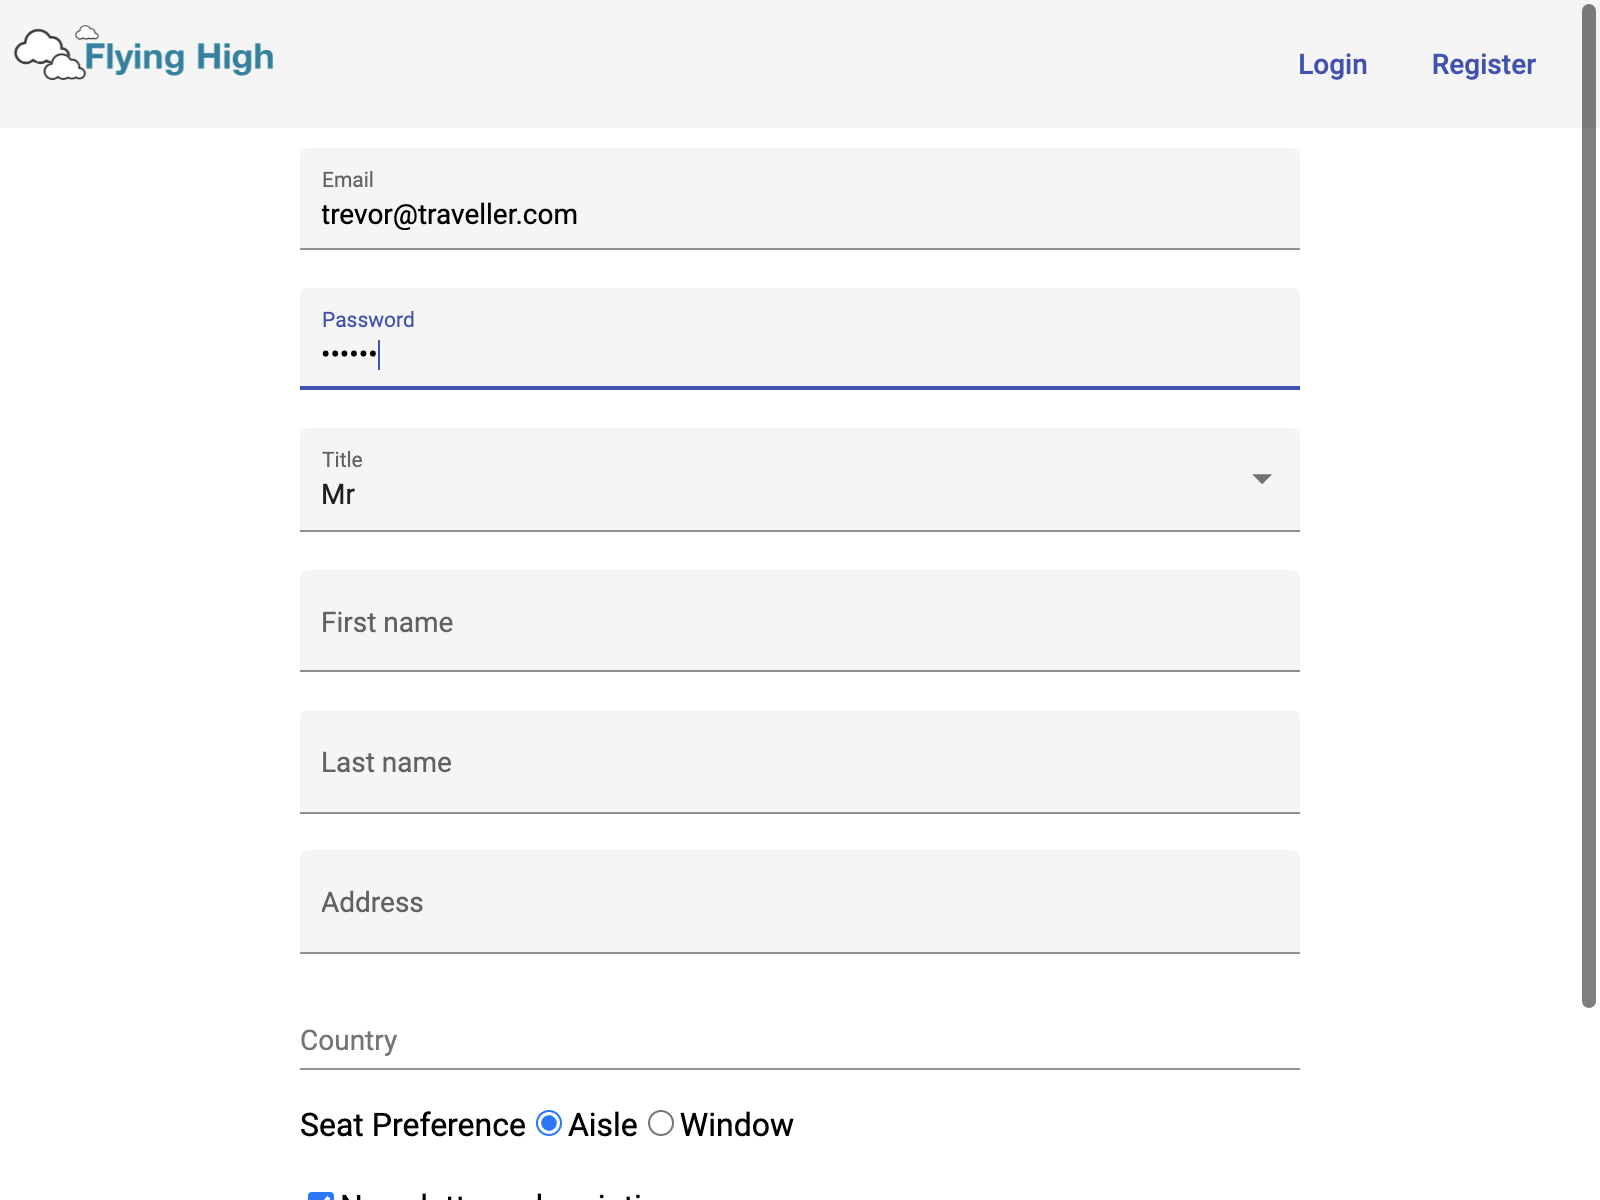 Flying High
Login Register
Email
trevor@traveller.com
Password
••••••
Title
Mr
First name
Last name
Address
Country
Seat Preference Aisle Window